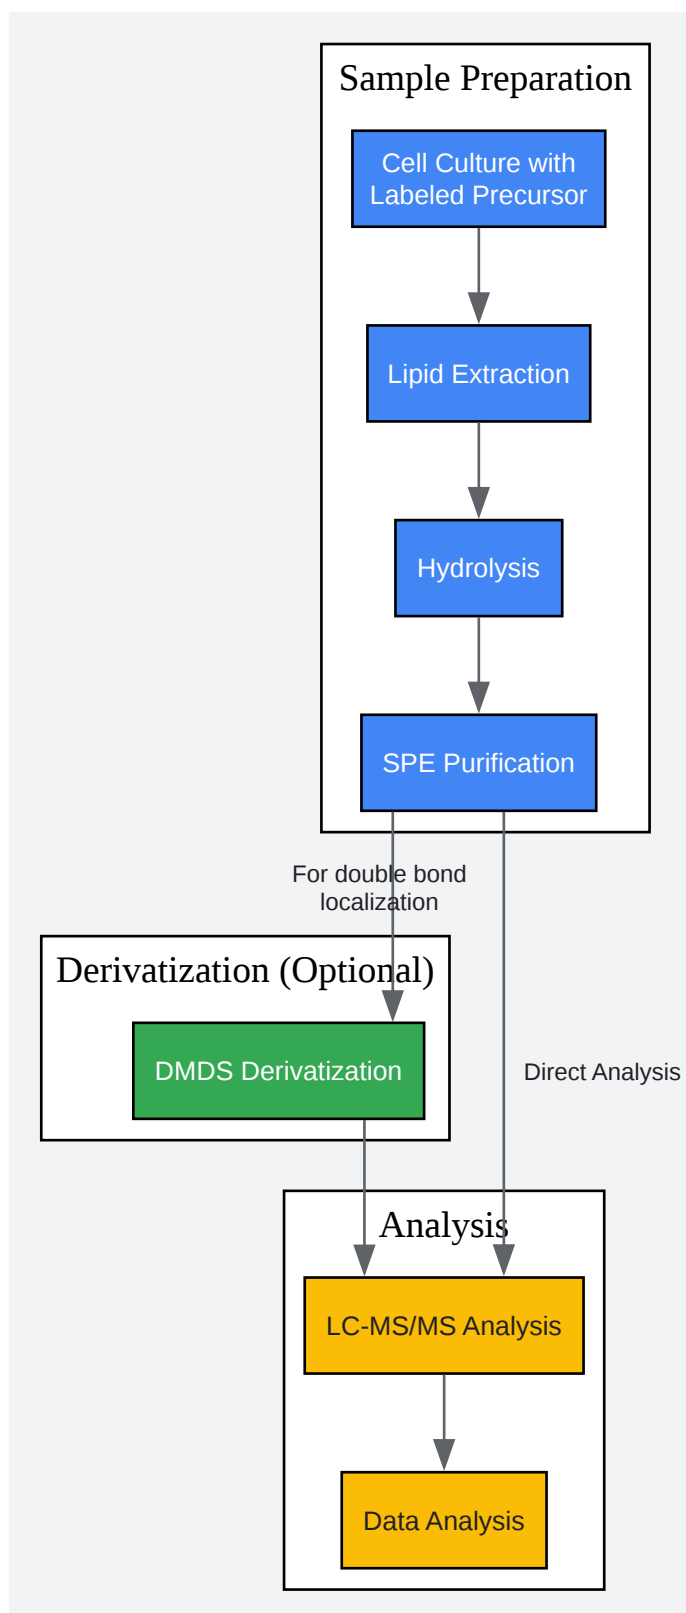 Sample Preparation
Cell Culture with
Labeled Precursor
Lipid Extraction
Hydrolysis
SPE Purification
For double bond
localization
Derivatization (Optional)
DMDS Derivatization
Direct Analysis
Analysis
LC-MS/MS Analysis
Data Analysis